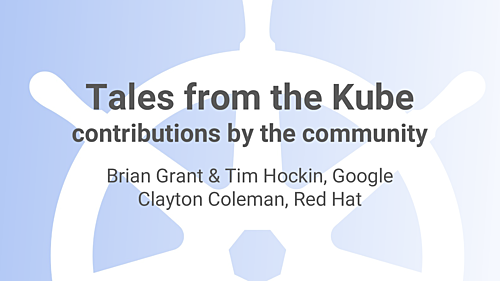 Tales from the Kube
contributions by the community
Brian Grant & Tim Hockin, Google
Clayton Coleman, Red Hat